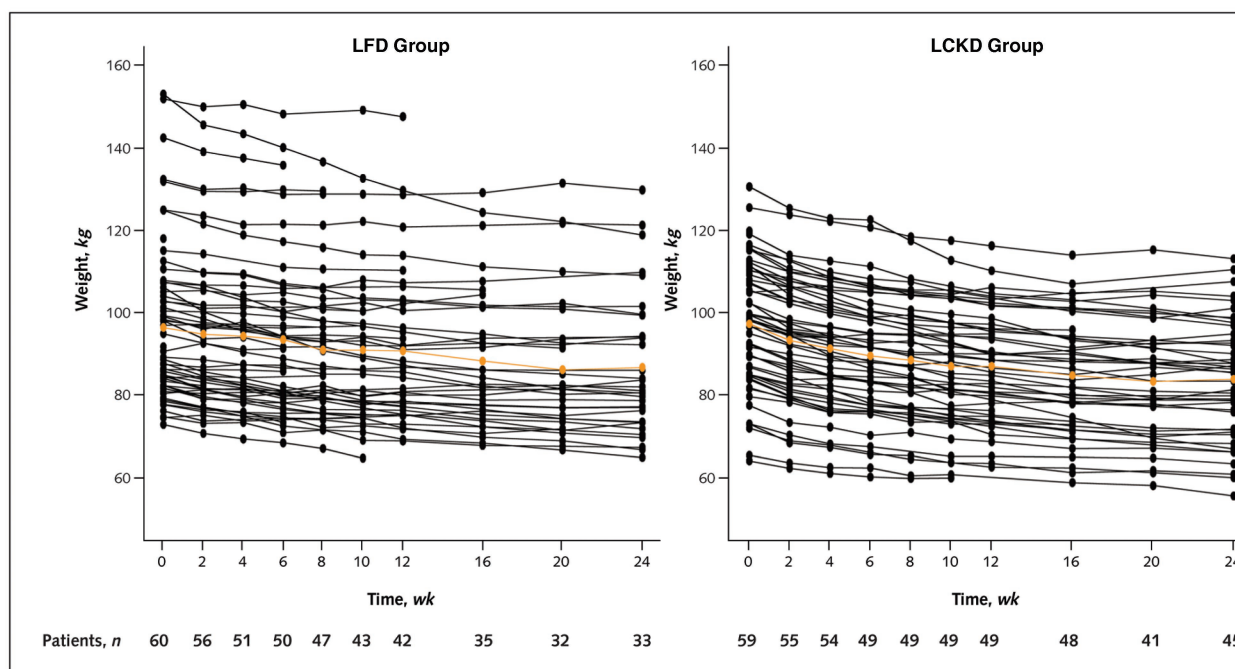 LFD Group
160
140
120
100
80
60
Weight, kg
0 2 4 6 8 10 12 16 20 24
Time, wk
LCKD Group
160
140
120
100
80
60
Weight, kg
0 2 4 6 8 10 12 16 20 24
Time, wk
Patients, n 60 56 51 50 47 43 42 35 32 33 59 55 54 49 49 49 49 48 41 45